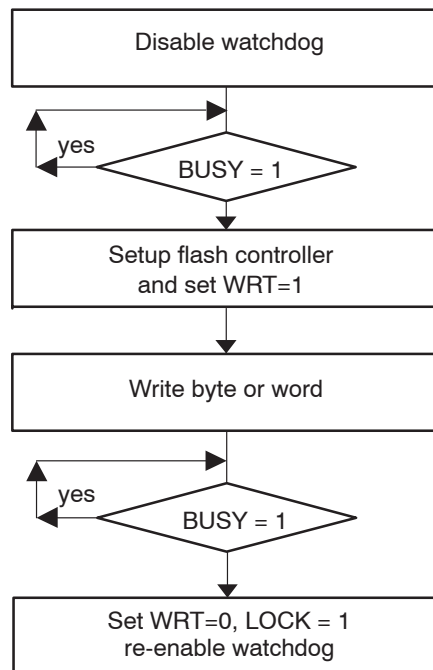 Disable watchdog
yes
BUSY = 1
Setup flash controller
and set WRT=1
Write byte or word
yes
BUSY = 1
Set WRT=0, LOCK = 1
re-enable watchdog